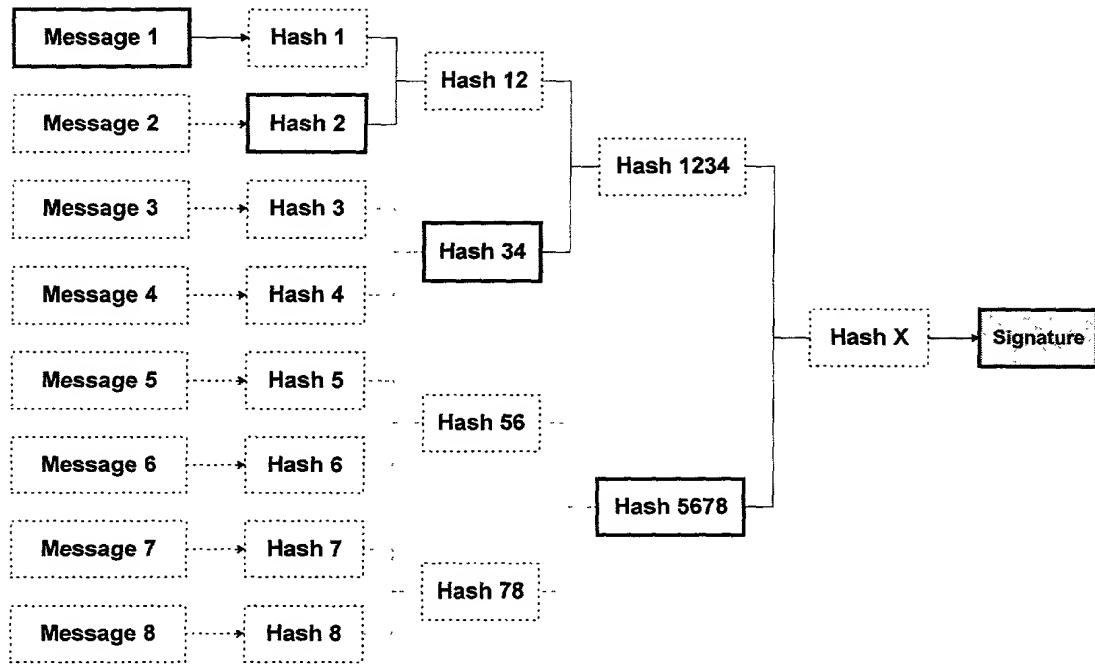 Message 1
Hash 1
Hash 12
Message 2
Hash 2
Hash 1234
Message 3
Hash 3
Hash 34
Message 4
Hash 4
Hash X
Signature
Message 5
Hash 5
Hash 56
Message 6
Hash 6
Hash 5678
Message 7
Hash 7
Hash 78
Message 8
Hash 8